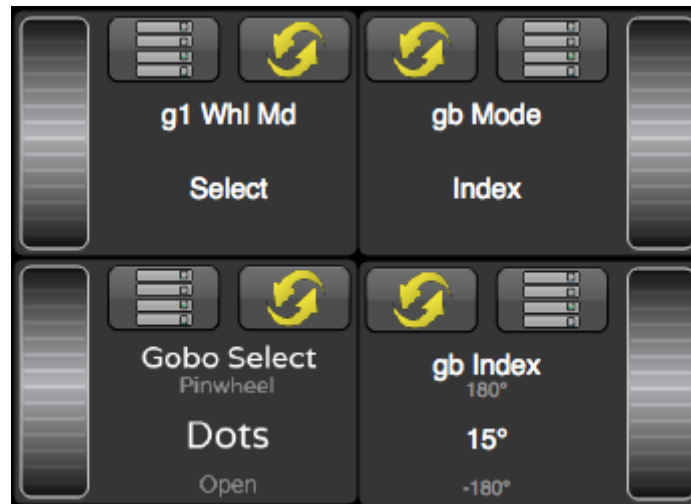 g1 Whl Md
Select
gb Mode
Index
Gobo Select
Pinwheel
Dots
Open
gb Index
180°
15°
-180°